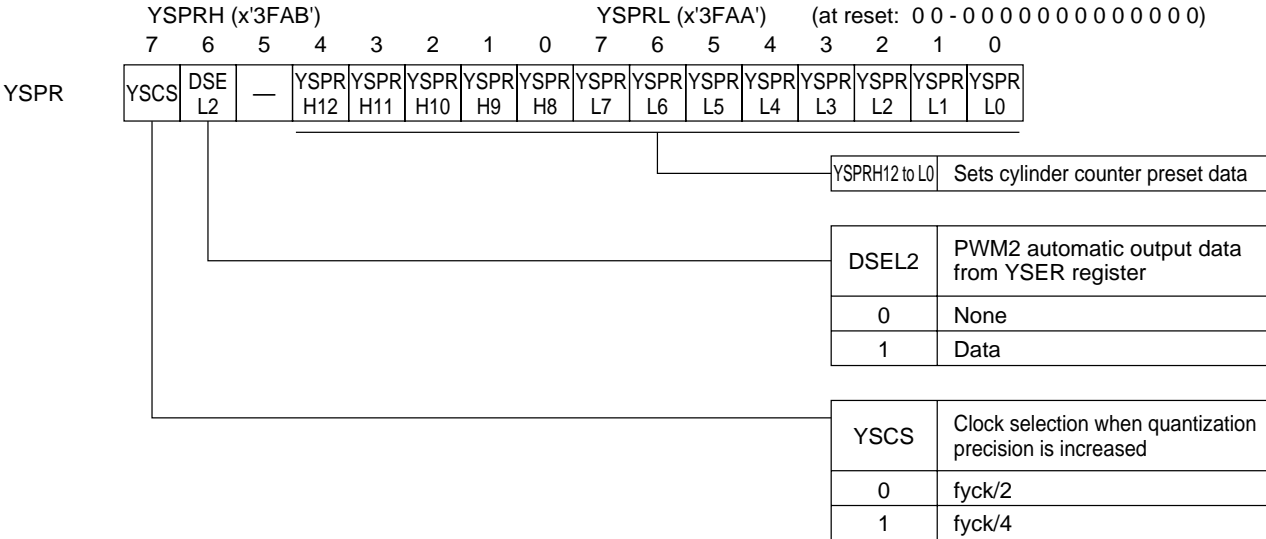 YSPRH (x'3FAB') YSPRL (x'3FAA') (at reset: 0 0 - 0 0 0 0 0 0 0 0 0 0 0 0 0)
7 6 5 4 3 2 1 0 7 6 5 4 3 2 1 0
YSPR
YSCS
DSE
L2
—
YSPR
H12
YSPR
H11
YSPR
H10
YSPR
H9
YSPR
H8
YSPR
L7
YSPR
L6
YSPR
L5
YSPR
L4
YSPR
L3
YSPR
L2
YSPR
L1
YSPR
L0
YSPRH12 to L0 Sets cylinder counter preset data
DSEL2
PWM2 automatic output data
from YSER register
0 None
1 Data
YSCS
Clock selection when quantization
precision is increased
0 fyck/2
1 fyck/4